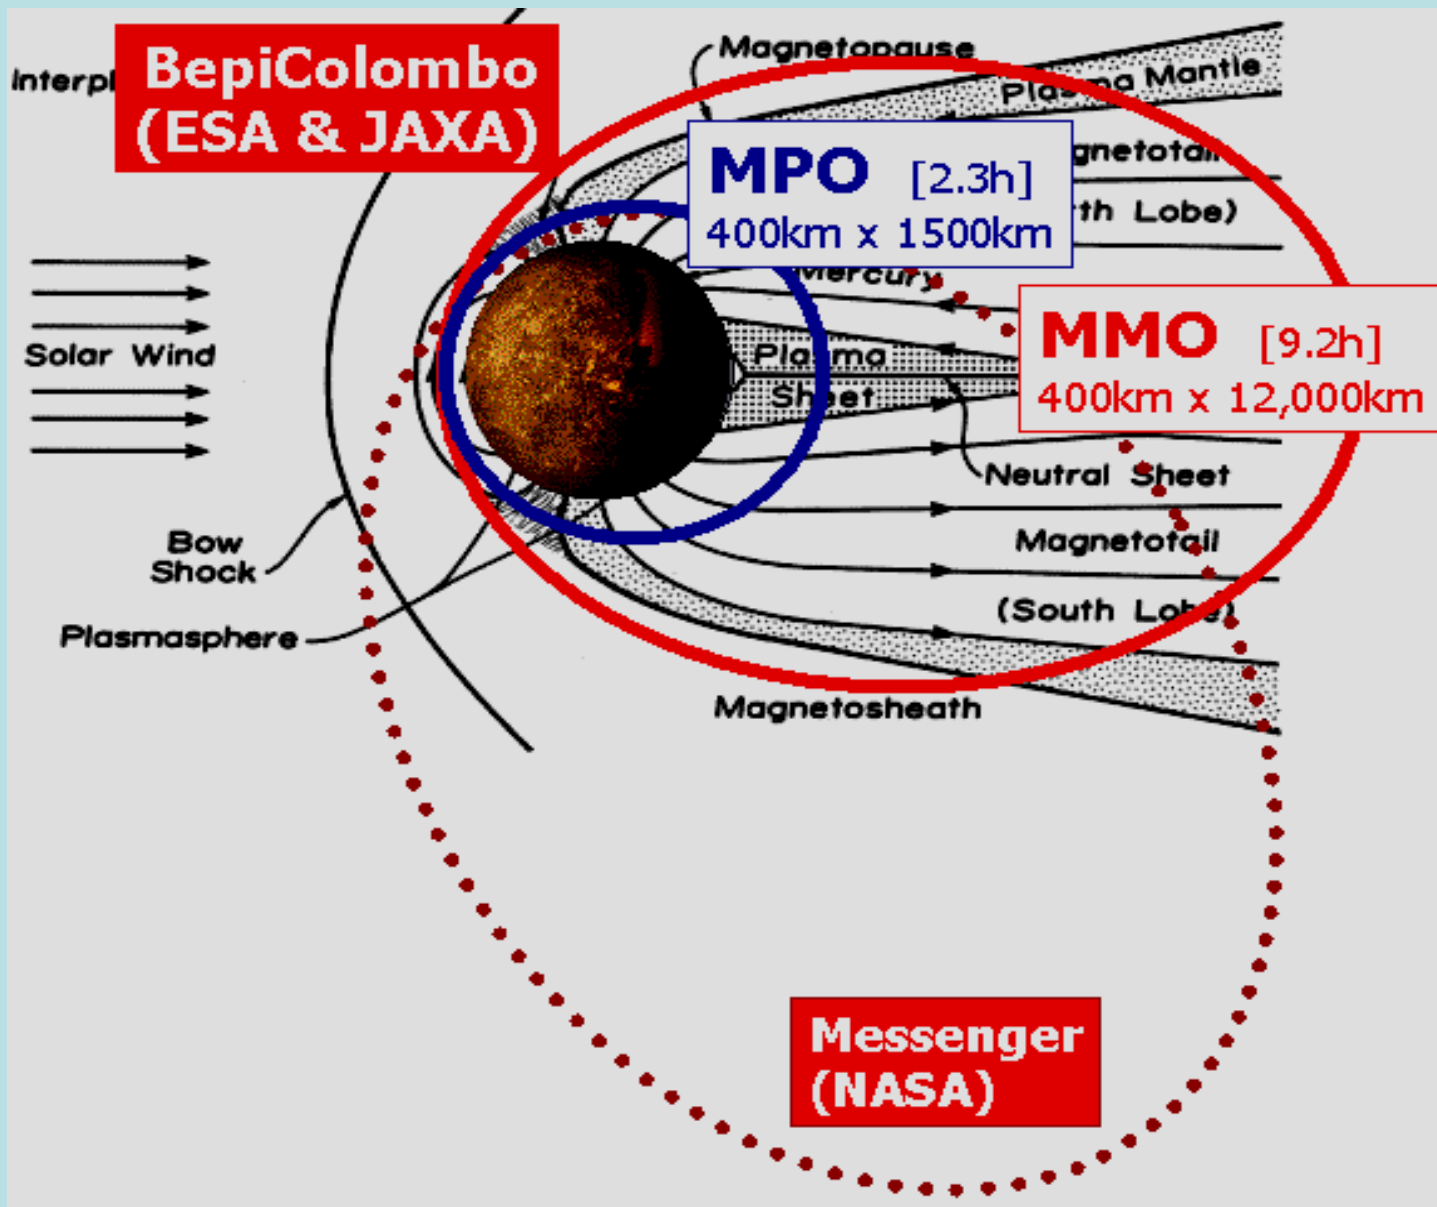 BepiColombo
(ESA & JAXA)
Magnetopause
Plasma Mantle
MPO [2.3h]
400km x 1500km
Mercury
Solar Wind
MMO [9.2h]
400km x 12,000km
Plasma
Sheet
Neutral Sheet
Bow
Shock
Magnetotail
(South Lobe)
Plasmasphere
Magnetosheath
Messenger
(NASA)